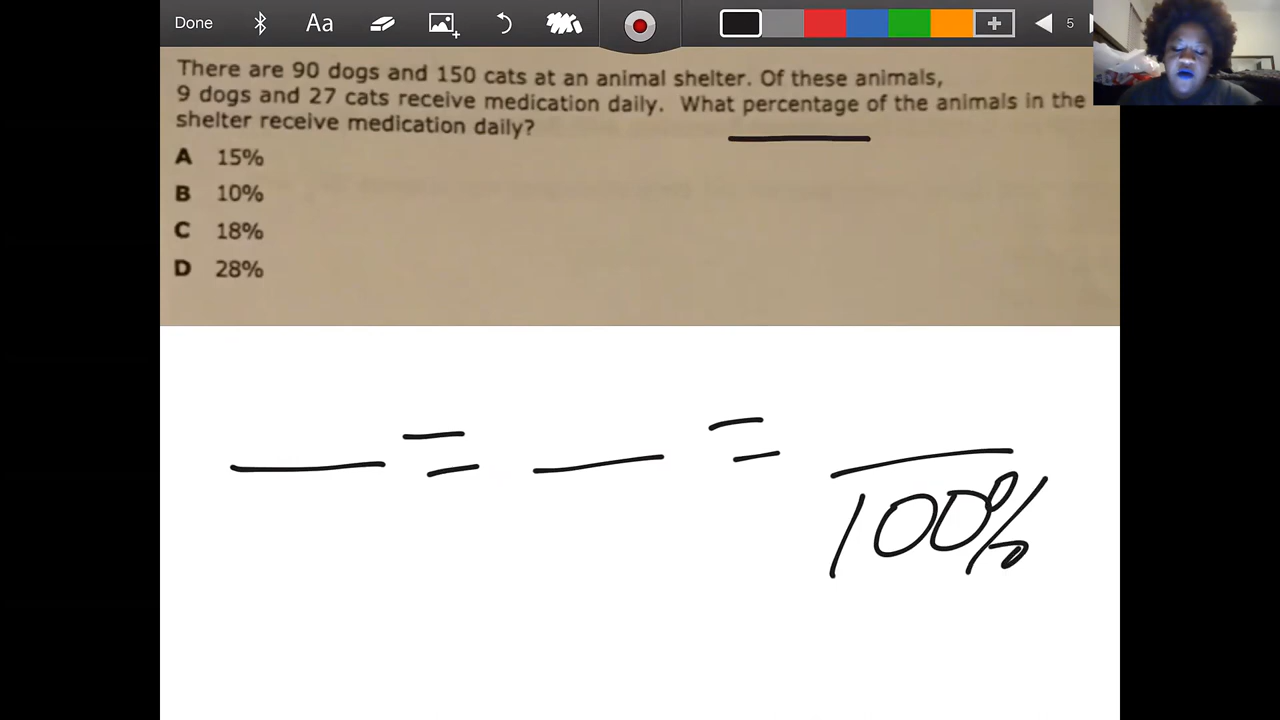 Done Aa 5
There are 90 dogs and 150 cats at an animal shelter. Of these animals,
9 dogs and 27 cats receive medication daily. What percentage of the animals in the
shelter receive medication daily?
A 15%
B 10%
C 18%
D 28%
= =
100%